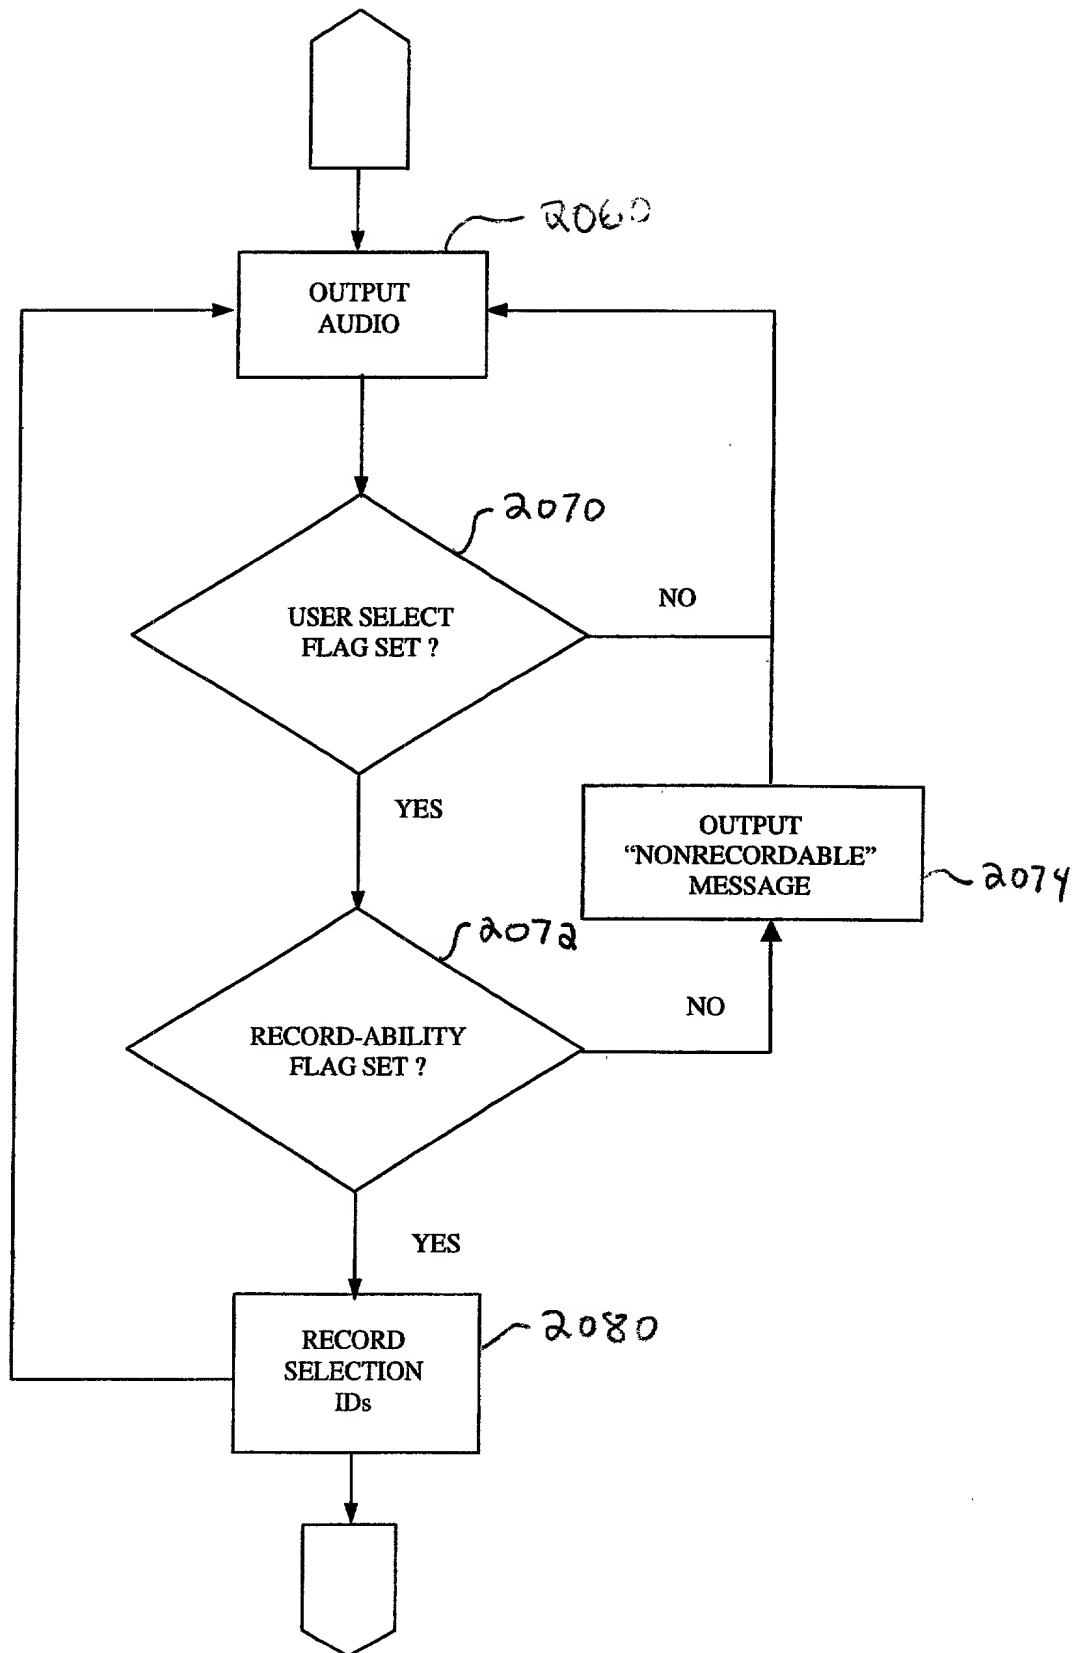 2060
OUTPUT
AUDIO
2070
USER SELECT
FLAG SET ?
NO
YES
OUTPUT
“NONRECORDABLE”
MESSAGE
2074
2072
RECORD-ABILITY
FLAG SET ?
NO
YES
RECORD
SELECTION
IDs
2080